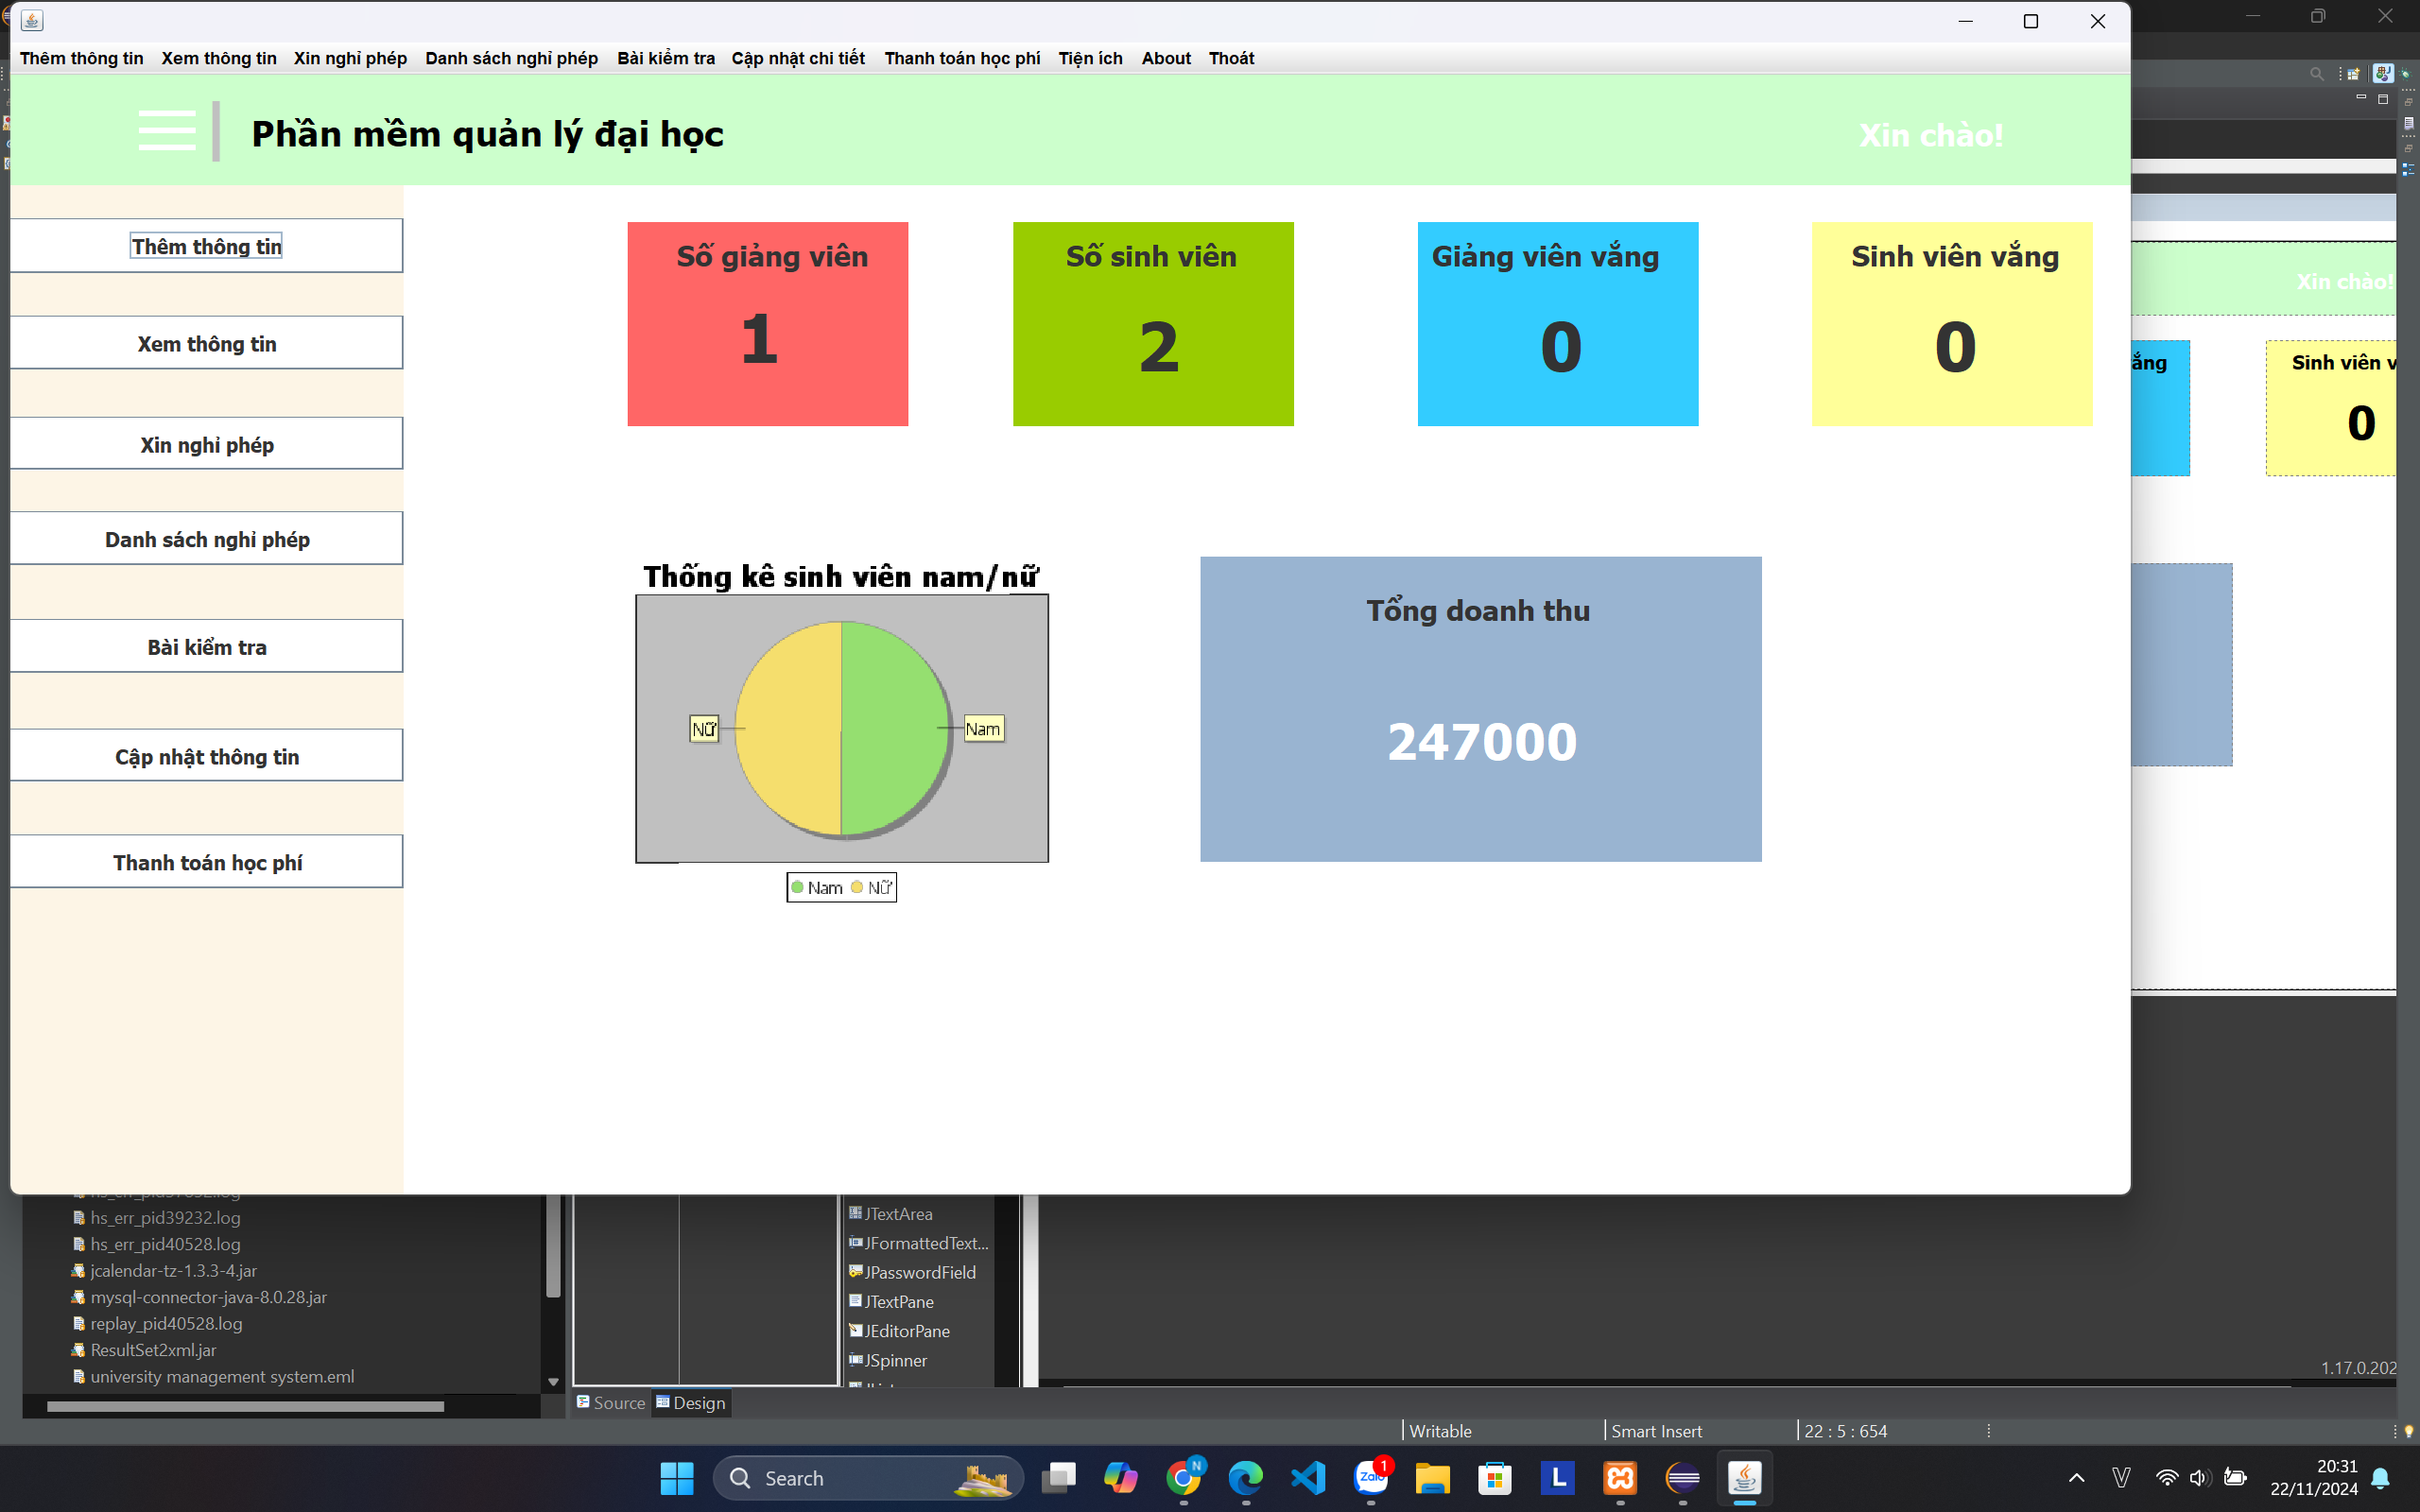 Thêm thông tin Xem thông tin Xin nghỉ phép Danh sách nghỉ phép Bài kiểm tra Cập nhật chi tiết Thanh toán học phí Tiện ích About Thoát
Phần mềm quản lý đại học
Xin chào!
Thêm thông tin
Xem thông tin
Xin nghỉ phép
Danh sách nghỉ phép
Bài kiểm tra
Cập nhật thông tin
Thanh toán học phí
Số giảng viên
1
Số sinh viên
2
Giảng viên vắng
0
Sinh viên vắng
0
Thống kê sinh viên nam/nữ
Nữ
Nam
Nam Nữ
Tổng doanh thu
247000
Xin chào!
Sinh viên
0
hs_err_pid39232.log
hs_err_pid40528.log
jcalendar-tz-1.3.3-4.jar
mysql-connector-java-8.0.28.jar
replay_pid40528.log
ResultSet2xml.jar
university management system.eml
JTextArea
JFormattedText...
JPasswordField
JTextPane
JEditorPane
JSpinner
1.17.0.202
Source Design
Writable Smart Insert 22 : 5 : 654
Search
N
Zalo
1
L
20:31
22/11/2024